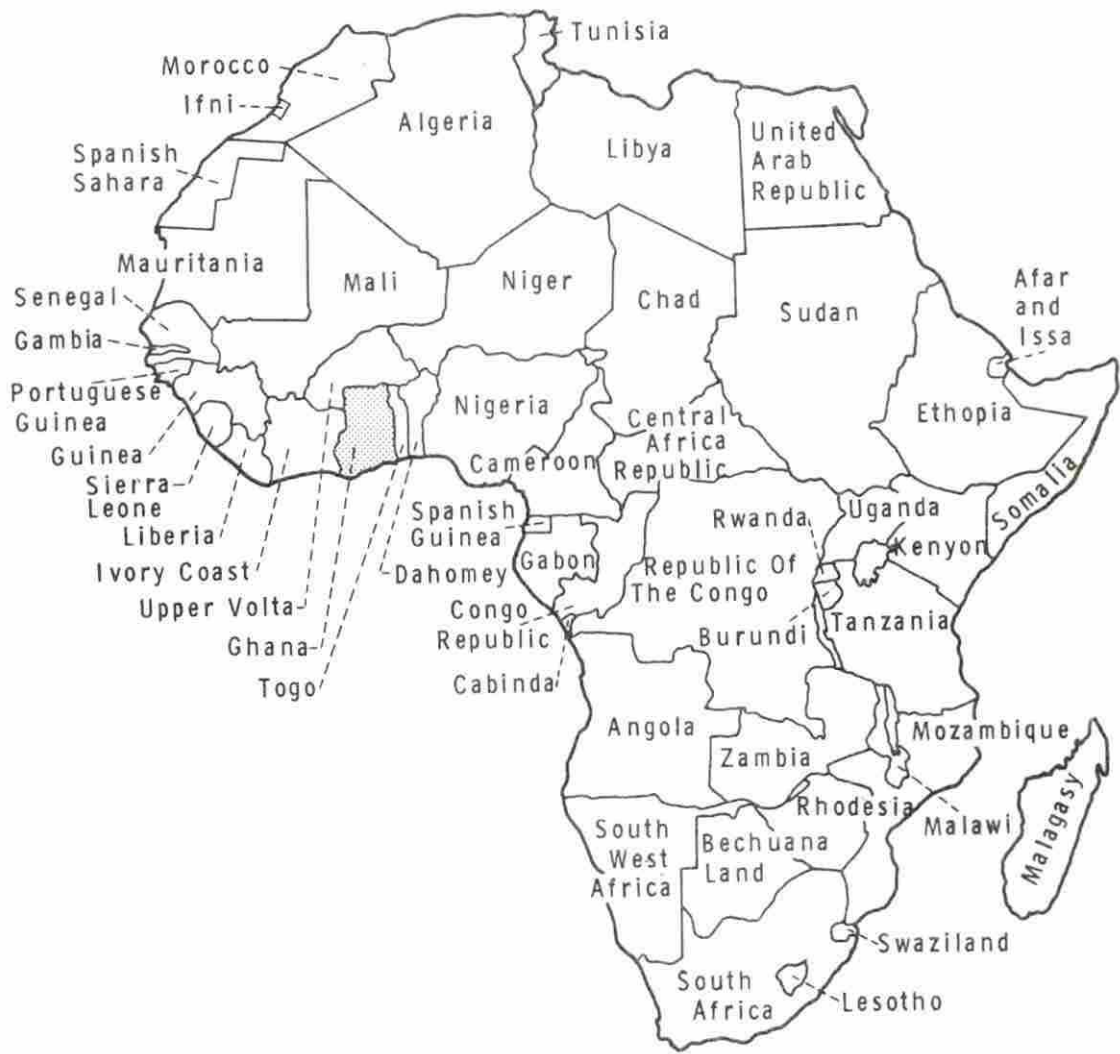 Tunisia
Morocco
Ifni
Algeria
Libya
United
Arab
Republic
Spanish
Sahara
Mauritania
Mali
Niger
Chad
Sudan
Afar
and
Issa
Senegal
Gambia
Portuguese
Guinea
Guinea
Sierra
Leone
Liberia
Ivory Coast
Upper Volta
Ghana
Togo
Dahomey
Nigeria
Cameroon
Central
Africa
Republic
Ethopia
Somalia
Spanish
Guinea
Gabon
Congo
Republic
Cabinda
Republic Of
The Congo
Rwanda
Burundi
Uganda
Kenyon
Tanzania
Angola
Zambia
Mozambique
Malawi
Rhodesia
Malagasy
South
West
Africa
Bechuana
Land
Swaziland
South
Africa
Lesotho